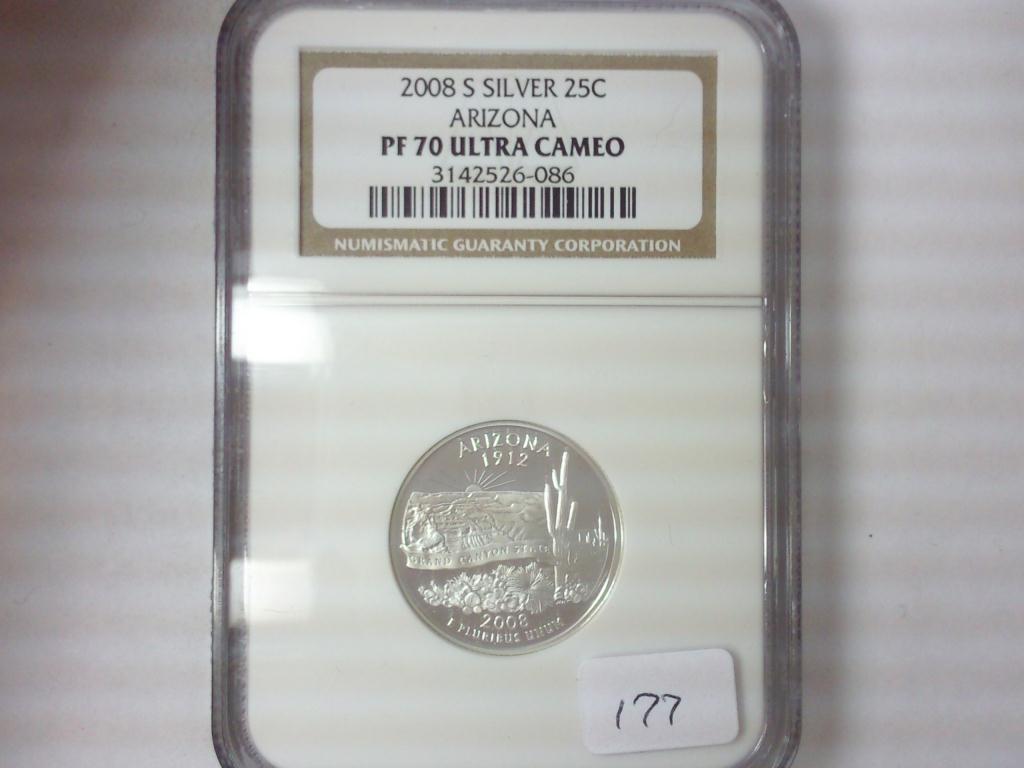 2008 S SILVER 25C
ARIZONA
PF 70 ULTRA CAMEO
3142526-086
NUMISMATIC GUARANTY CORPORATION
ARIZONA
1912
GRAND CANYON STATE
2008
E PLURIBUS UNUM
177